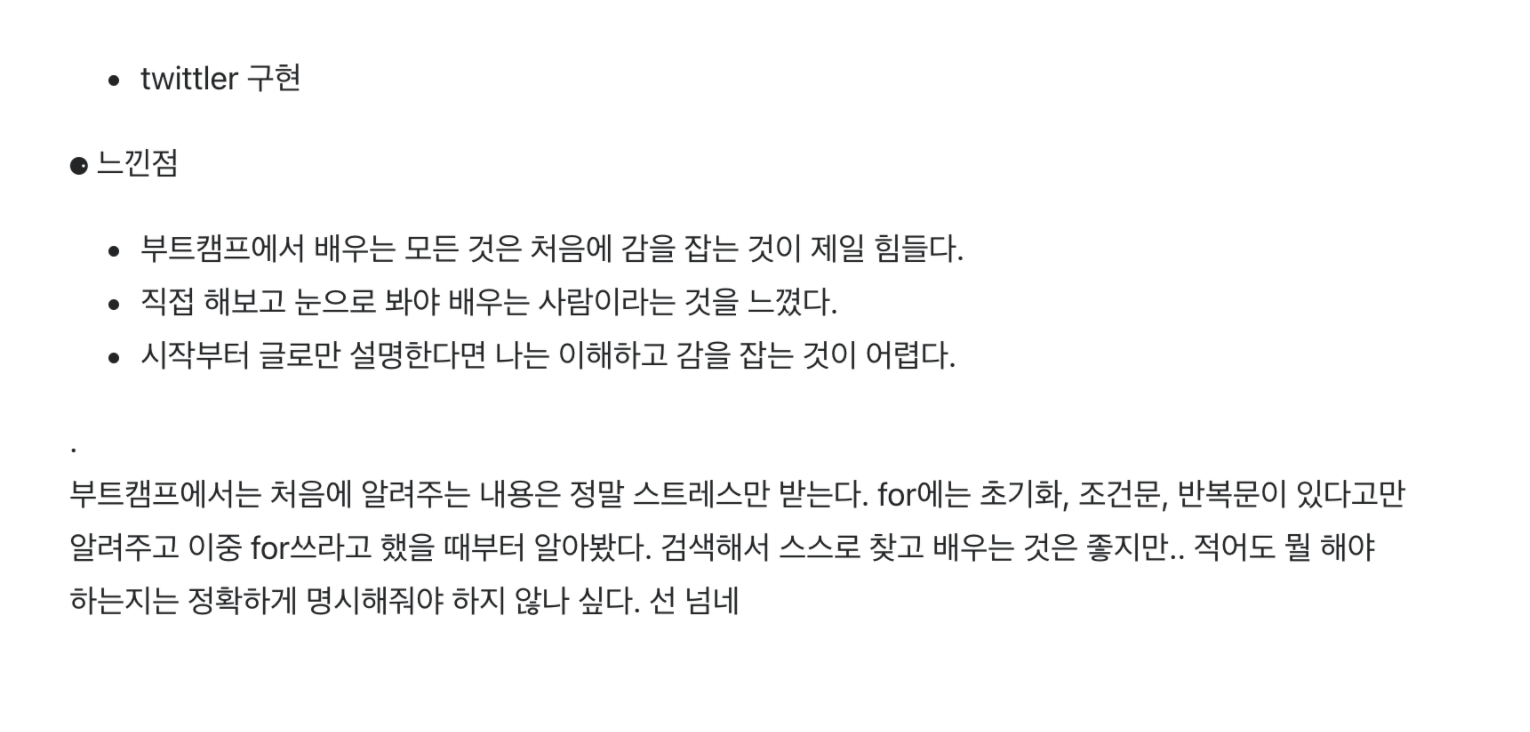 • twittler 구현
● 느낀점
• 부트캠프에서 배우는 모든 것은 처음에 감을 잡는 것이 제일 힘들다.
• 직접 해보고 눈으로 봐야 배우는 사람이라는 것을 느꼈다.
• 시작부터 글로만 설명한다면 나는 이해하고 감을 잡는 것이 어렵다.
.
부트캠프에서는 처음에 알려주는 내용은 정말 스트레스만 받는다. for에는 초기화, 조건문, 반복문이 있다고만
알려주고 이중 for쓰라고 했을 때부터 알아봤다. 검색해서 스스로 찾고 배우는 것은 좋지만.. 적어도 뭘 해야
하는지는 정확하게 명시해줘야 하지 않나 싶다. 선 넘네